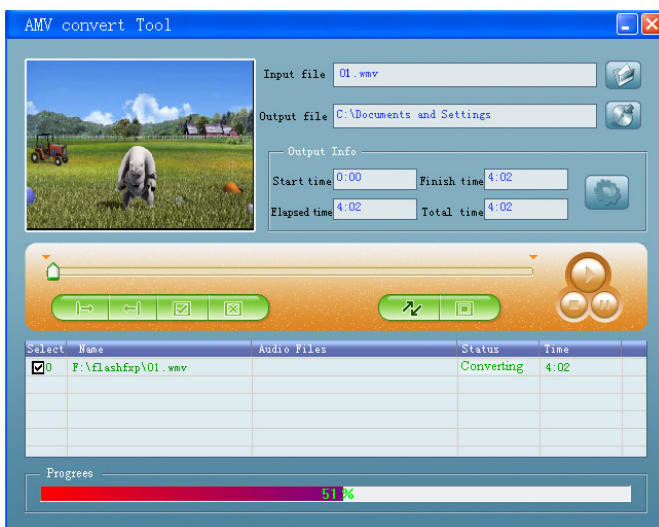 AMV convert Tool
Input file 01.wmv
Output file C:\Documents and Settings
Output Info
Start time 0:00 Finish time 4:02
Elapsed time 4:02 Total time 4:02
Select Name Audio Files Status Time
0 F:\flashfxp\01.wmv Converting 4:02
Progrees
51 %